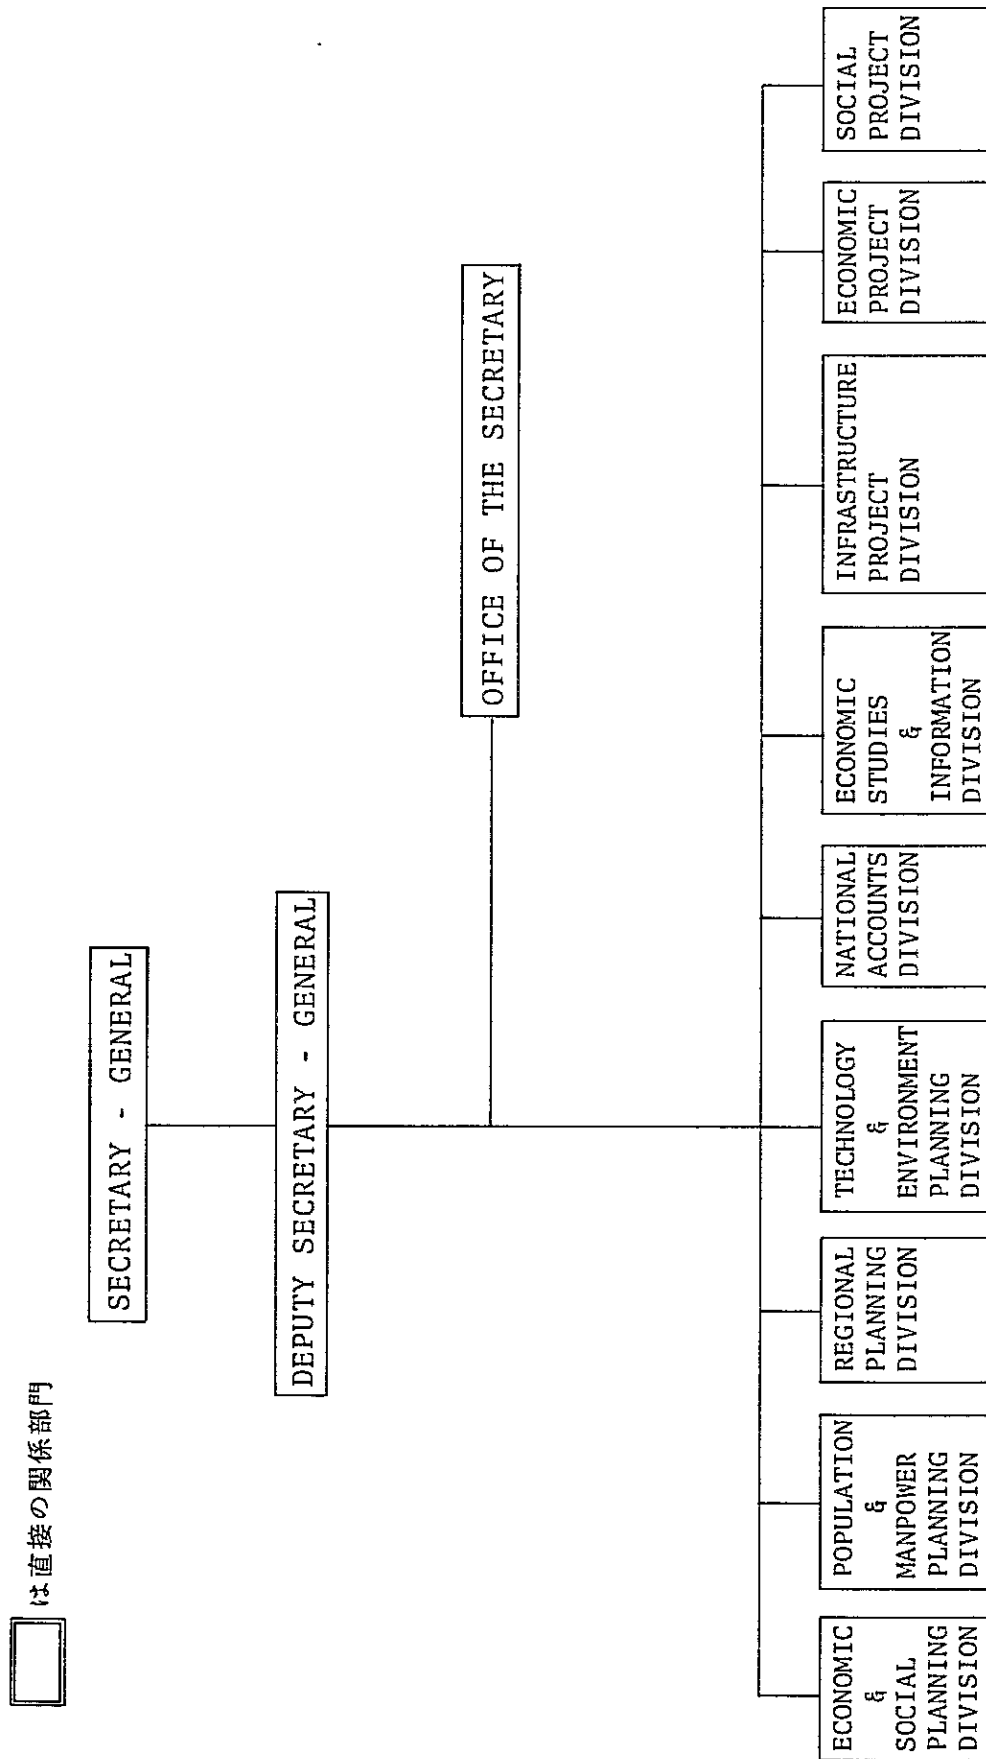 は直接の関係部門
SECRETARY - GENERAL
DEPUTY SECRETARY - GENERAL
OFFICE OF THE SECRETARY
ECONOMIC
&
SOCIAL
PLANNING
DIVISION
POPULATION
&
MANPOWER
PLANNING
DIVISION
REGIONAL
PLANNING
DIVISION
TECHNOLOGY
&
ENVIRONMENT
PLANNING
DIVISION
NATIONAL
ACCOUNTS
DIVISION
ECONOMIC
STUDIES
&
INFORMATION
DIVISION
INFRASTRUCTURE
PROJECT
DIVISION
ECONOMIC
PROJECT
DIVISION
SOCIAL
PROJECT
DIVISION